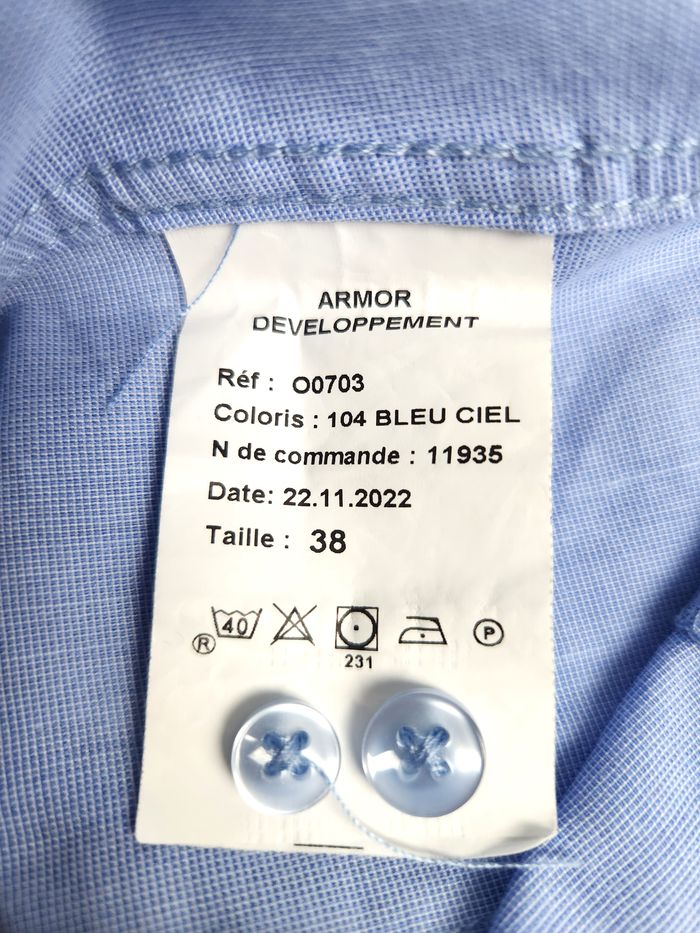 ARMOR
DEVELOPPEMENT
Réf : O0703
Coloris : 104 BLEU CIEL
N de commande : 11935
Date: 22.11.2022
Taille : 38
® 40 P
231